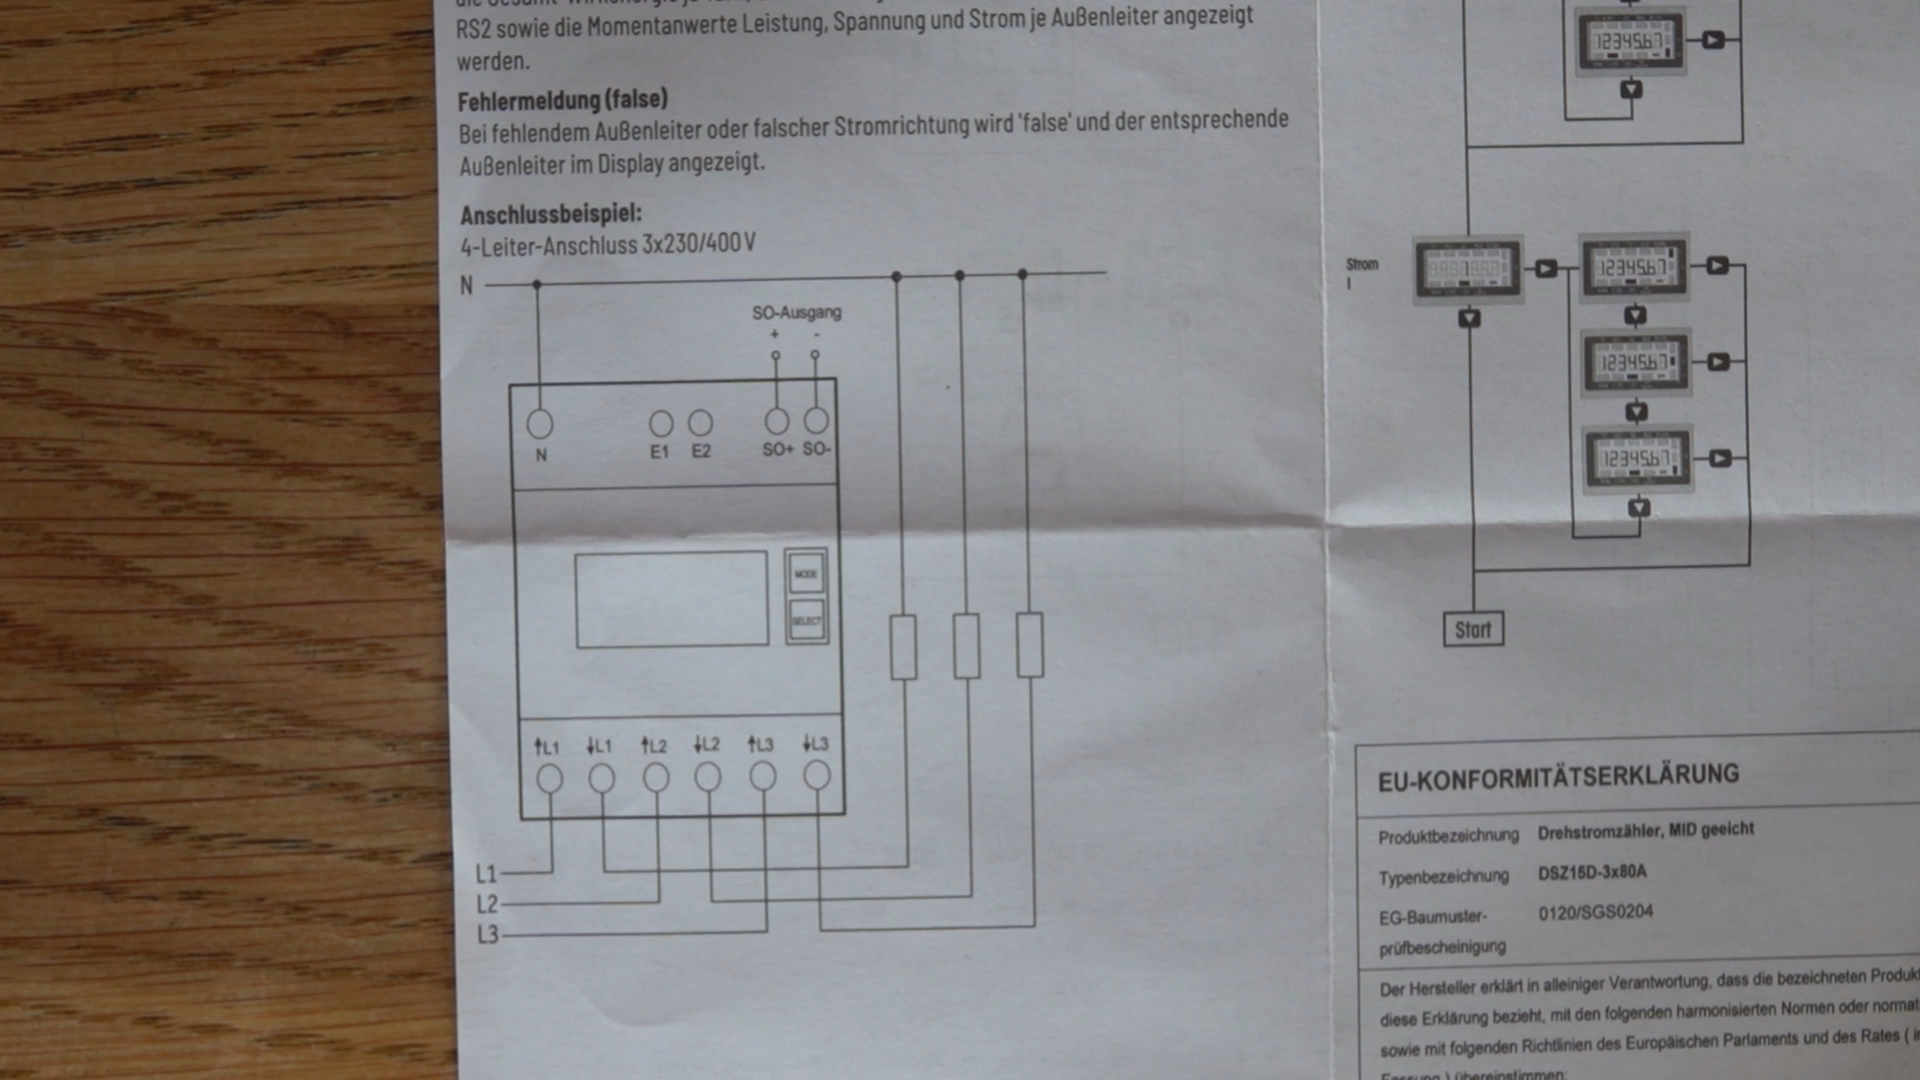 RS2 sowie die Momentanwerte Leistung, Spannung und Strom je Außenleiter angezeigt
werden.
Fehlermeldung (false)
Bei fehlendem Außenleiter oder falscher Stromrichtung wird 'false' und der entsprechende
Außenleiter im Display angezeigt.
Anschlussbeispiel:
4-Leiter-Anschluss 3x230/400 V
N
SO-Ausgang
+ -
N E1 E2 SO+ SO-
MODE
SELECT
↑L1 ↓L1 ↑L2 ↓L2 ↑L3 ↓L3
L1
L2
L3
1234567
Strom
I
1234567
1234567
1234567
Start
EU-KONFORMITÄTSERKLÄRUNG
Produktbezeichnung Drehstromzähler, MID geeicht
Typenbezeichnung DSZ15D-3x80A
EG-Baumuster- 0120/SGS0204
prüfbescheinigung
Der Hersteller erklärt in alleiniger Verantwortung, dass die bezeichneten Produkt
diese Erklärung bezieht, mit den folgenden harmonisierten Normen oder normat
sowie mit folgenden Richtlinien des Europäischen Parlaments und des Rates ( in